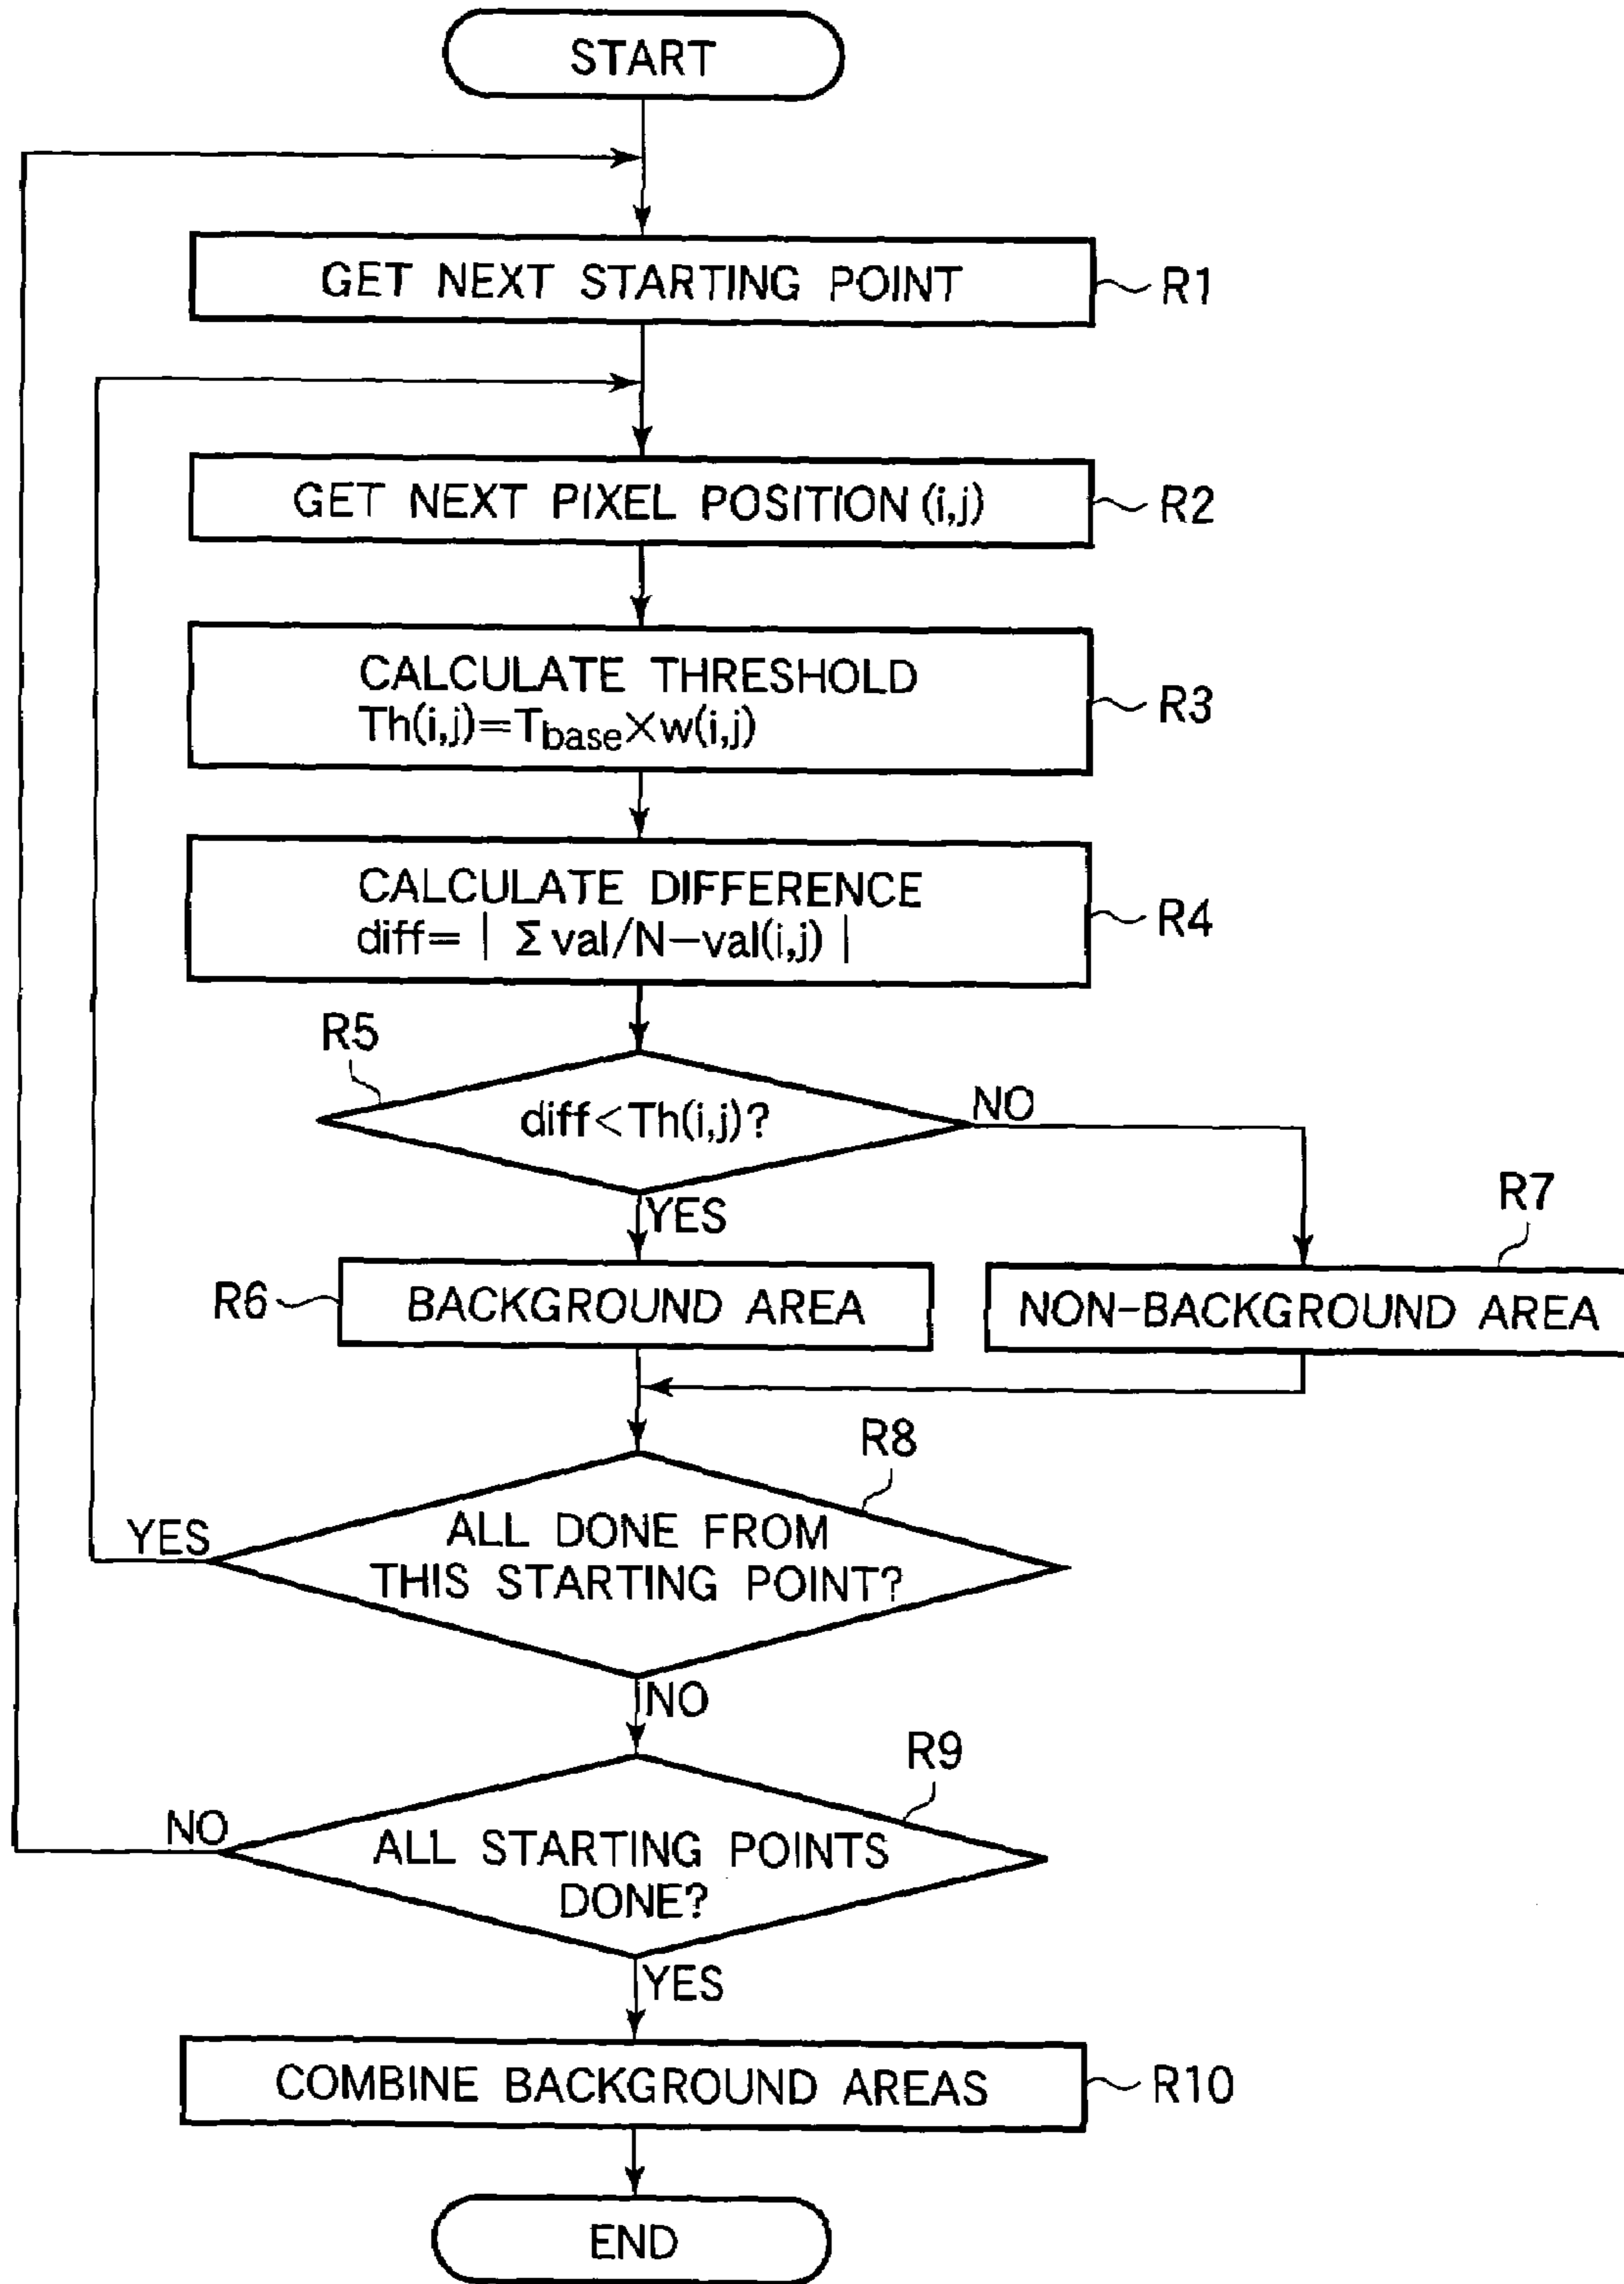 START
GET NEXT STARTING POINT
R1
GET NEXT PIXEL POSITION (i,j)
R2
CALCULATE THRESHOLD
Th(i,j)=Tbase×w(i,j)
R3
CALCULATE DIFFERENCE
diff= | Σ val/N−val(i,j) |
R4
R5
diff<Th(i,j)?
NO
YES
R7
R6
BACKGROUND AREA
NON-BACKGROUND AREA
R8
YES
ALL DONE FROM
THIS STARTING POINT?
NO
R9
NO
ALL STARTING POINTS
DONE?
YES
COMBINE BACKGROUND AREAS
R10
END